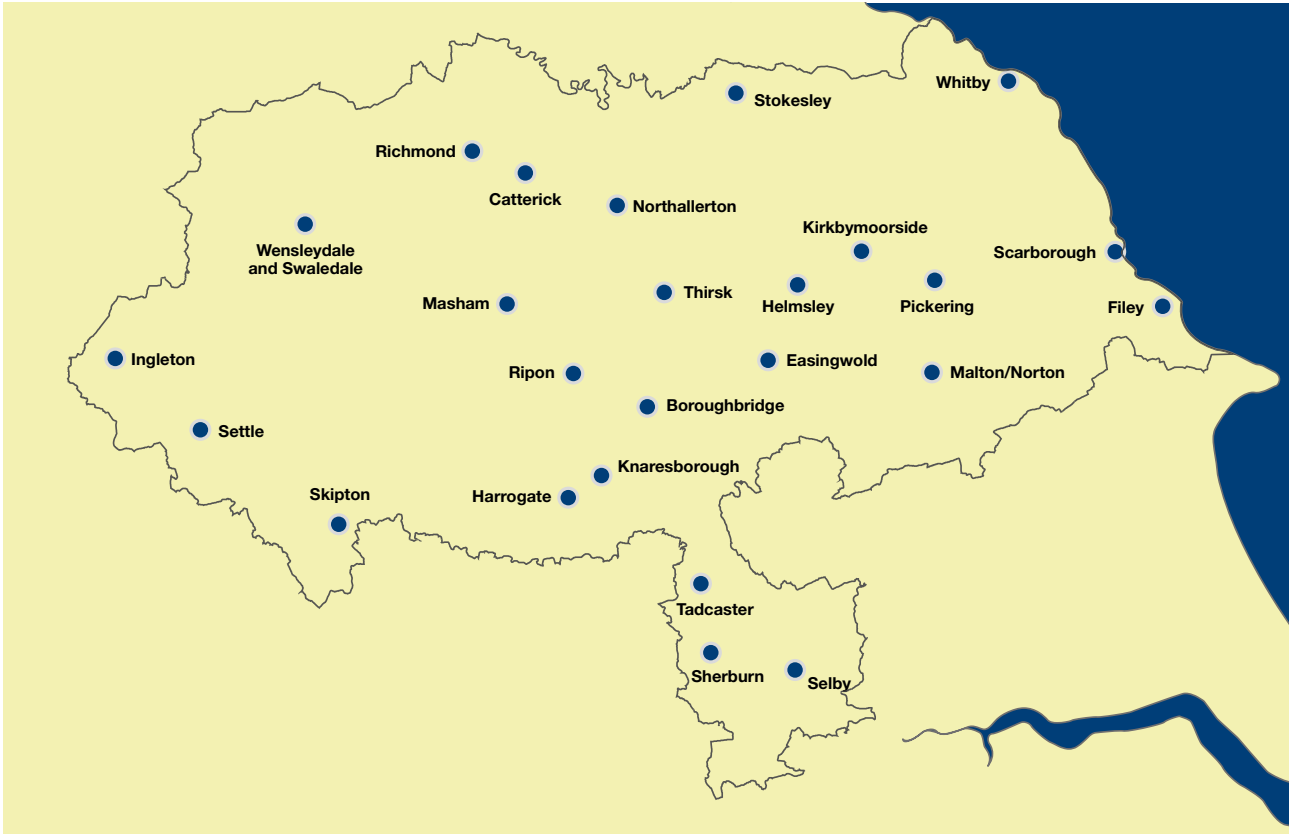 Whitby
Stokesley
Richmond
Catterick
Northallerton
Kirkbymoorside
Wensleydale
and Swaledale
Scarborough
Masham
Thirsk
Helmsley
Pickering
Filey
Ingleton
Ripon
Easingwold
Malton/Norton
Boroughbridge
Settle
Knaresborough
Skipton
Harrogate
Tadcaster
Sherburn
Selby